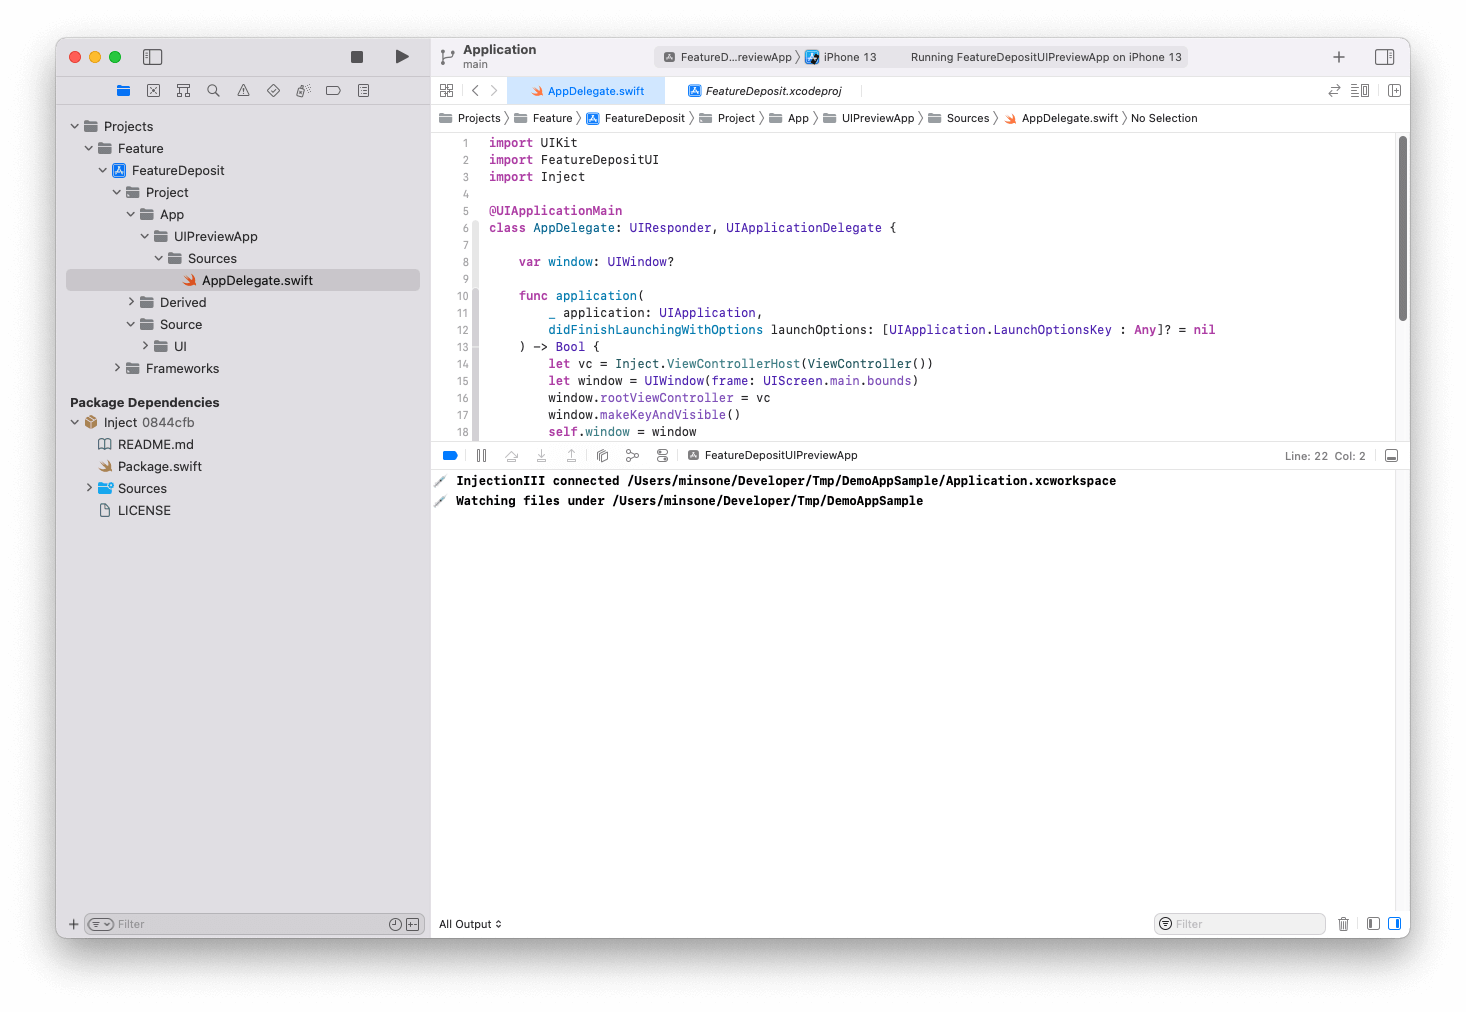 Application
main
FeatureD...reviewApp 〉 iPhone 13
Running FeatureDepositUIPreviewApp on iPhone 13
AppDelegate.swift
FeatureDeposit.xcodeproj
Projects 〉 Feature 〉 FeatureDeposit 〉 Project 〉 App 〉 UIPreviewApp 〉 Sources 〉 AppDelegate.swift 〉 No Selection
Projects
Feature
FeatureDeposit
Project
App
UIPreviewApp
Sources
AppDelegate.swift
Derived
Source
UI
Frameworks
Package Dependencies
Inject 0844cfb
README.md
Package.swift
Sources
LICENSE
Filter
1 import UIKit
2 import FeatureDepositUI
3 import Inject
4
5 @UIApplicationMain
6 class AppDelegate: UIResponder, UIApplicationDelegate {
7
8 var window: UIWindow?
9
10 func application(
11 _ application: UIApplication,
12 didFinishLaunchingWithOptions launchOptions: [UIApplication.LaunchOptionsKey : Any]? = nil
13 ) -> Bool {
14 let vc = Inject.ViewControllerHost(ViewController())
15 let window = UIWindow(frame: UIScreen.main.bounds)
16 window.rootViewController = vc
17 window.makeKeyAndVisible()
18 self.window = window
FeatureDepositUIPreviewApp
Line: 22 Col: 2
InjectionIII connected /Users/minsone/Developer/Tmp/DemoAppSample/Application.xcworkspace
Watching files under /Users/minsone/Developer/Tmp/DemoAppSample
All Output
Filter